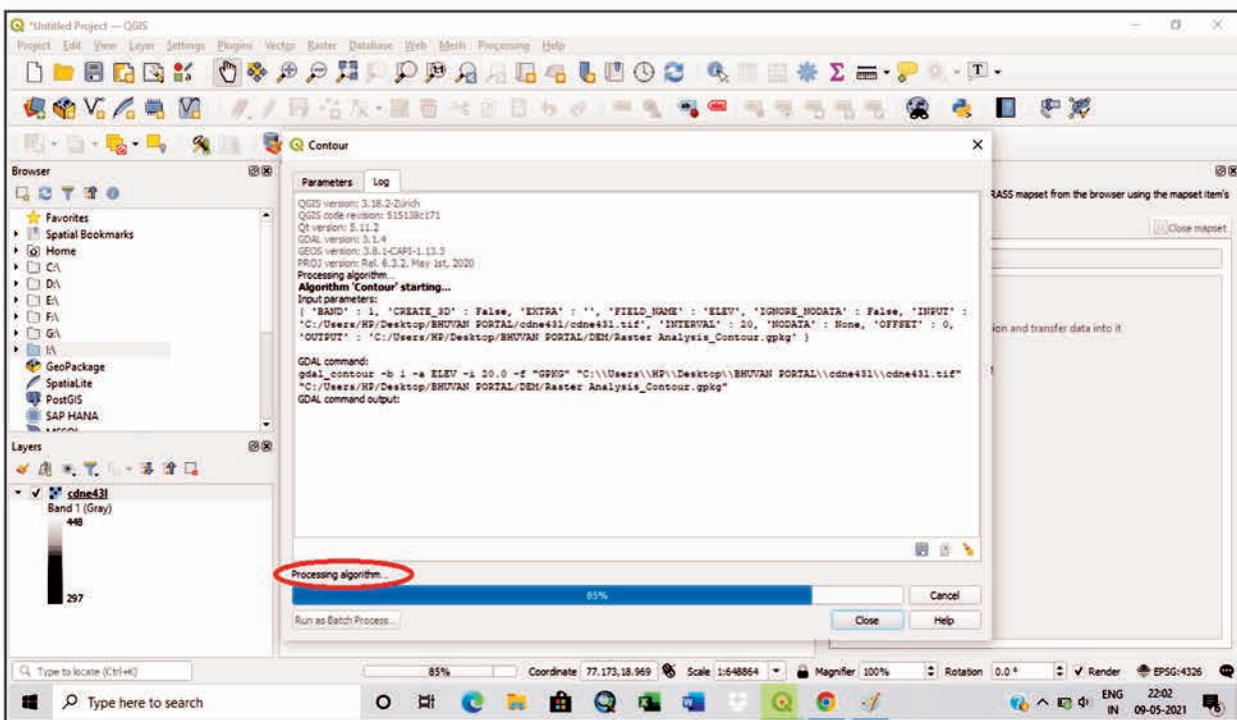 *Untitled Project — QGIS
Project Edit View Layer Settings Plugins Vector Raster Database Web Mesh Processing Help
Contour
Browser
Parameters Log
RASS mapset from the browser using the mapset item's
Close mapset
Favorites
Spatial Bookmarks
Home
C:\
D:\
E:\
F:\
G:\
I:\
GeoPackage
SpatiaLite
PostGIS
SAP HANA
MSSQL
QGIS version: 3.18.2-Zürich
QGIS code revision: 515138c171
Qt version: 5.11.2
GDAL version: 3.1.4
GEOS version: 3.8.1-CAPI-1.13.3
PROJ version: Rel. 6.3.2, May 1st, 2020
Processing algorithm...
Algorithm 'Contour' starting...
Input parameters:
{ 'BAND' : 1, 'CREATE_3D' : False, 'EXTRA' : '', 'FIELD_NAME' : 'ELEV', 'IGNORE_NODATA' : False, 'INPUT' :
'C:/Users/HP/Desktop/BHUVAN PORTAL/cdne43l/cdne43l.tif', 'INTERVAL' : 20, 'NODATA' : None, 'OFFSET' : 0,
'OUTPUT' : 'C:/Users/HP/Desktop/BHUVAN PORTAL/DEM/Raster Analysis_Contour.gpkg' }
GDAL command:
gdal_contour -b 1 -a ELEV -i 20.0 -f "GPKG" "C:\\Users\\HP\\Desktop\\BHUVAN PORTAL\\cdne43l\\cdne43l.tif"
"C:/Users/HP/Desktop/BHUVAN PORTAL/DEM/Raster Analysis_Contour.gpkg"
GDAL command output:
ion and transfer data into it
Layers
cdne43l
Band 1 (Gray)
448
297
Processing algorithm...
85%
Cancel
Run as Batch Process...
Close
Help
Type to locate (Ctrl+K)
85%
Coordinate 77.173,18.969
Scale 1:648864
Magnifier 100%
Rotation 0.0 °
Render
EPSG:4326
Type here to search
ENG
IN
22:02
09-05-2021
6